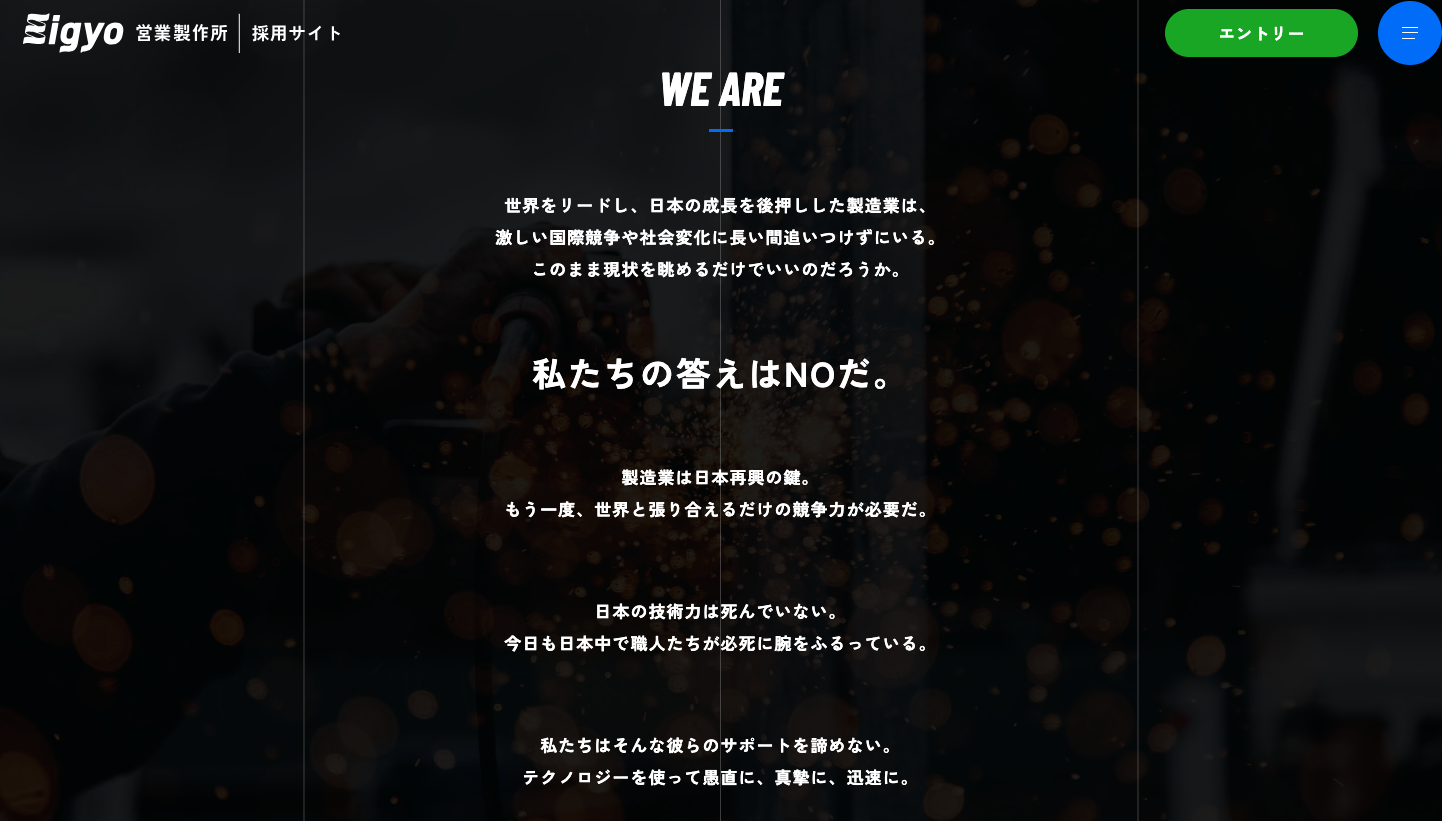 Eigyo 営業製作所 採用サイト
エントリー
WE ARE
世界をリードし、日本の成長を後押しした製造業は、
激しい国際競争や社会変化に長い間追いつけずにいる。
このまま現状を眺めるだけでいいのだろうか。
私たちの答えはNOだ。
製造業は日本再興の鍵。
もう一度、世界と張り合えるだけの競争力が必要だ。
日本の技術力は死んでいない。
今日も日本中で職人たちが必死に腕をふるっている。
私たちはそんな彼らのサポートを諦めない。
テクノロジーを使って愚直に、真摯に、迅速に。